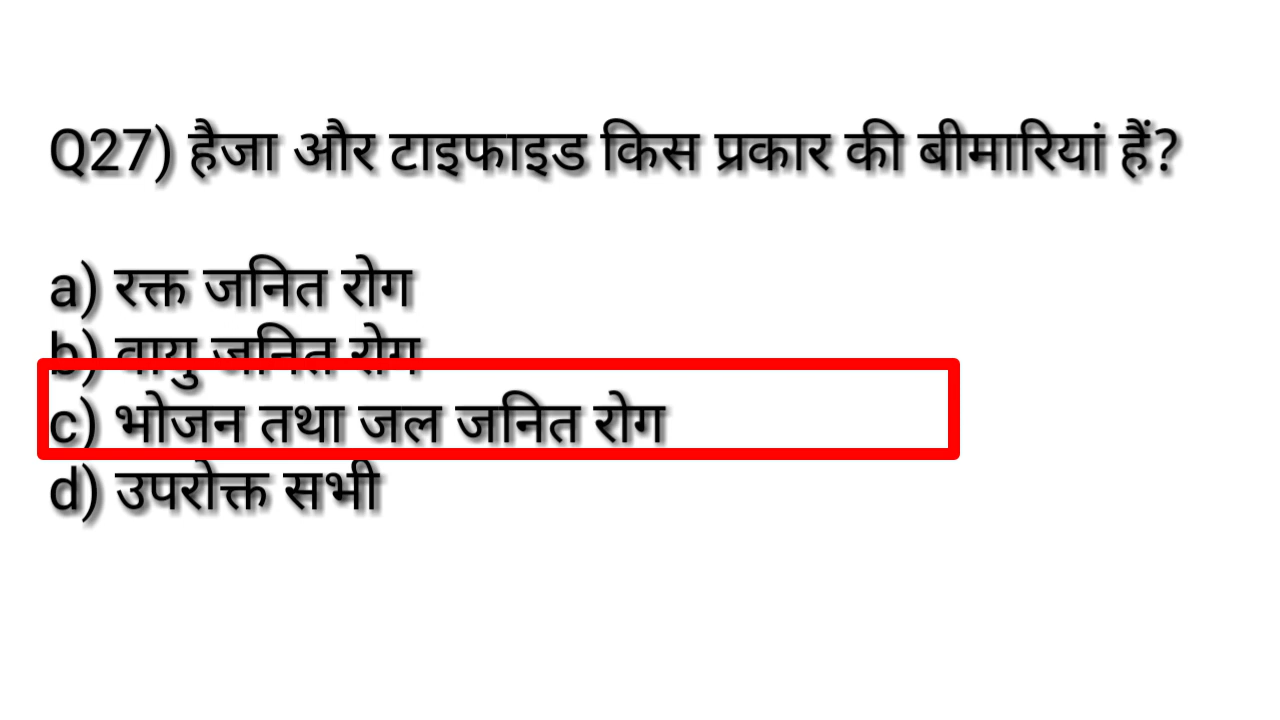 Q27) हैजा और टाइफाइड किस प्रकार की बीमारियां हैं?
a) रक्त जनित रोग
b) वायु जनित रोग
c) भोजन तथा जल जनित रोग
d) उपरोक्त सभी